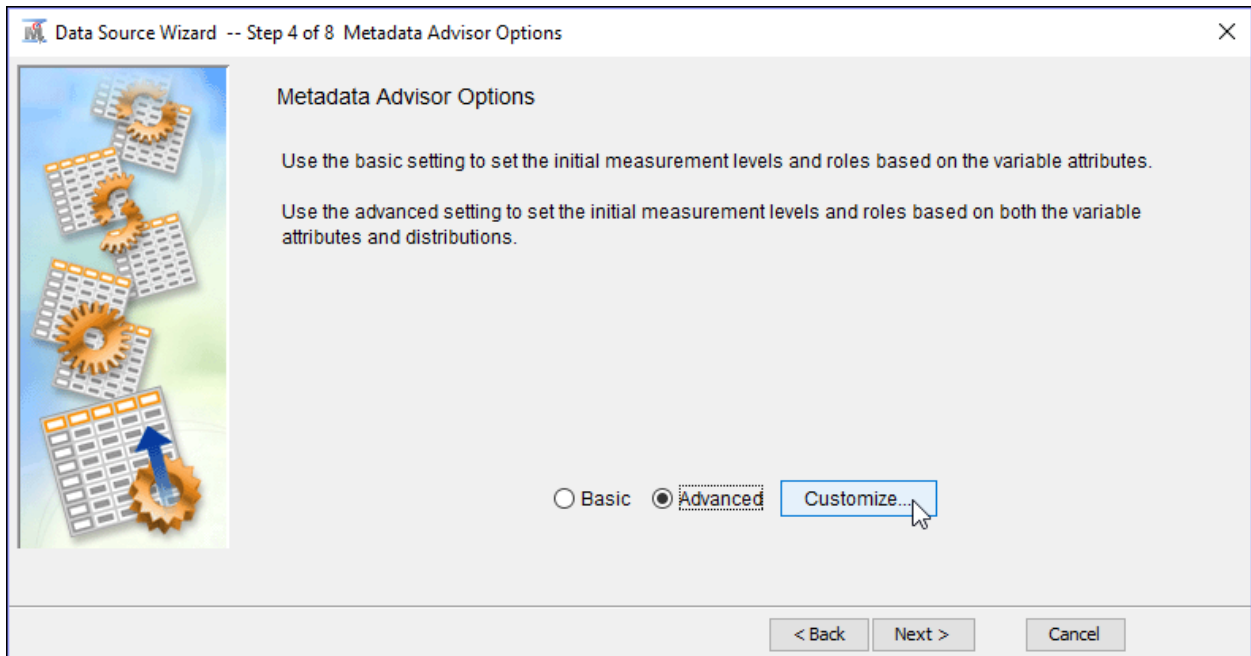 Data Source Wizard -- Step 4 of 8 Metadata Advisor Options
Metadata Advisor Options
Use the basic setting to set the initial measurement levels and roles based on the variable attributes.
Use the advanced setting to set the initial measurement levels and roles based on both the variable
attributes and distributions.
Basic Advanced Customize...
< Back Next > Cancel